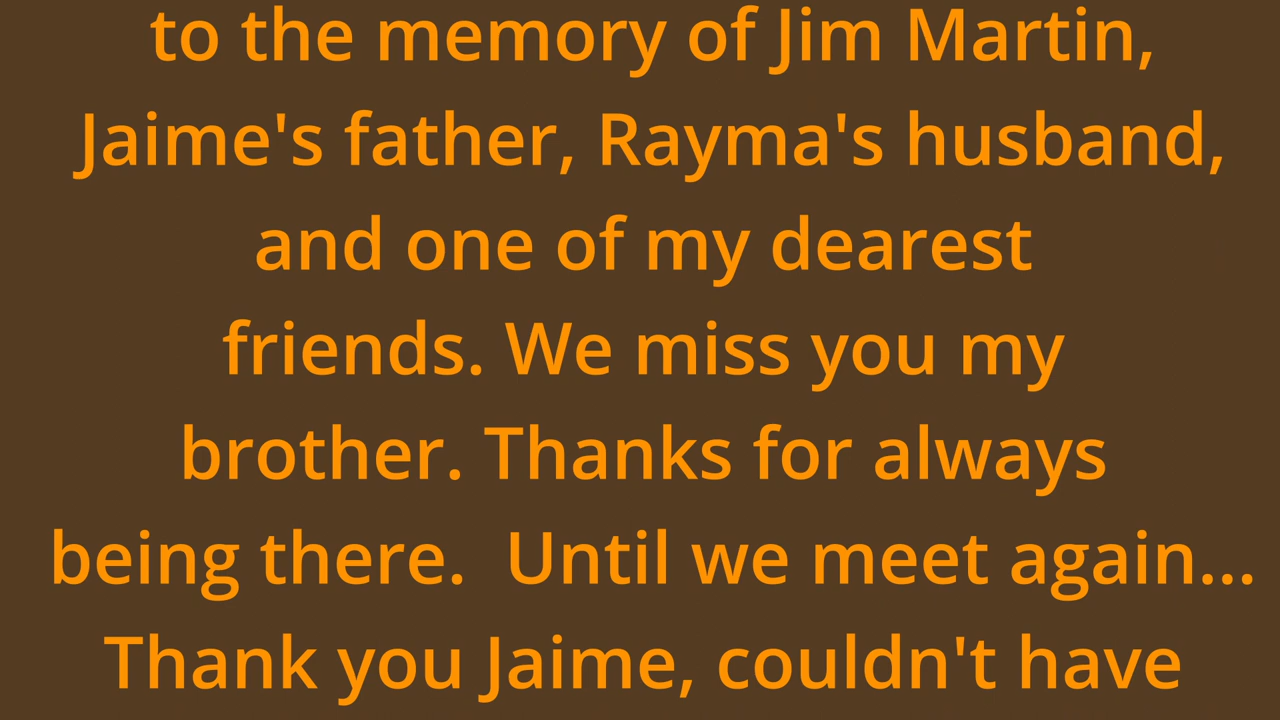 to the memory of Jim Martin,
Jaime's father, Rayma's husband,
and one of my dearest
friends. We miss you my
brother. Thanks for always
being there.  Until we meet again...
Thank you Jaime, couldn't have